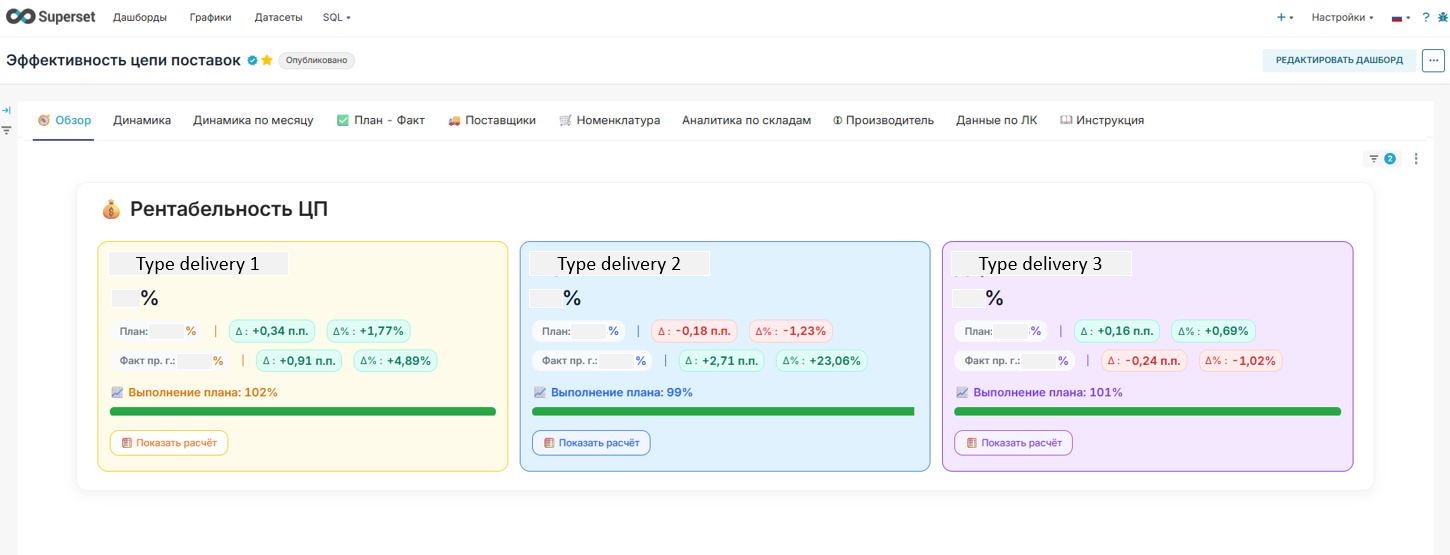 Superset Дашборды Графики Датасеты SQL Настройки ?
Эффективность цепи поставок Опубликовано РЕДАКТИРОВАТЬ ДАШБОРД
Обзор Динамика Динамика по месяцу План - Факт Поставщики Номенклатура Аналитика по складам Производитель Данные по ЛК Инструкция
2
Рентабельность ЦП
Type delivery 1
%
План: % | Δ : +0,34 п.п. Δ% : +1,77%
Факт пр. г.: % | Δ : +0,91 п.п. Δ% : +4,89%
Выполнение плана: 102%
Показать расчёт
Type delivery 2
%
План: % | Δ : -0,18 п.п. Δ% : -1,23%
Факт пр. г.: % | Δ : +2,71 п.п. Δ% : +23,06%
Выполнение плана: 99%
Показать расчёт
Type delivery 3
%
План: % | Δ : +0,16 п.п. Δ% : +0,69%
Факт пр. г.: % | Δ : -0,24 п.п. Δ% : -1,02%
Выполнение плана: 101%
Показать расчёт